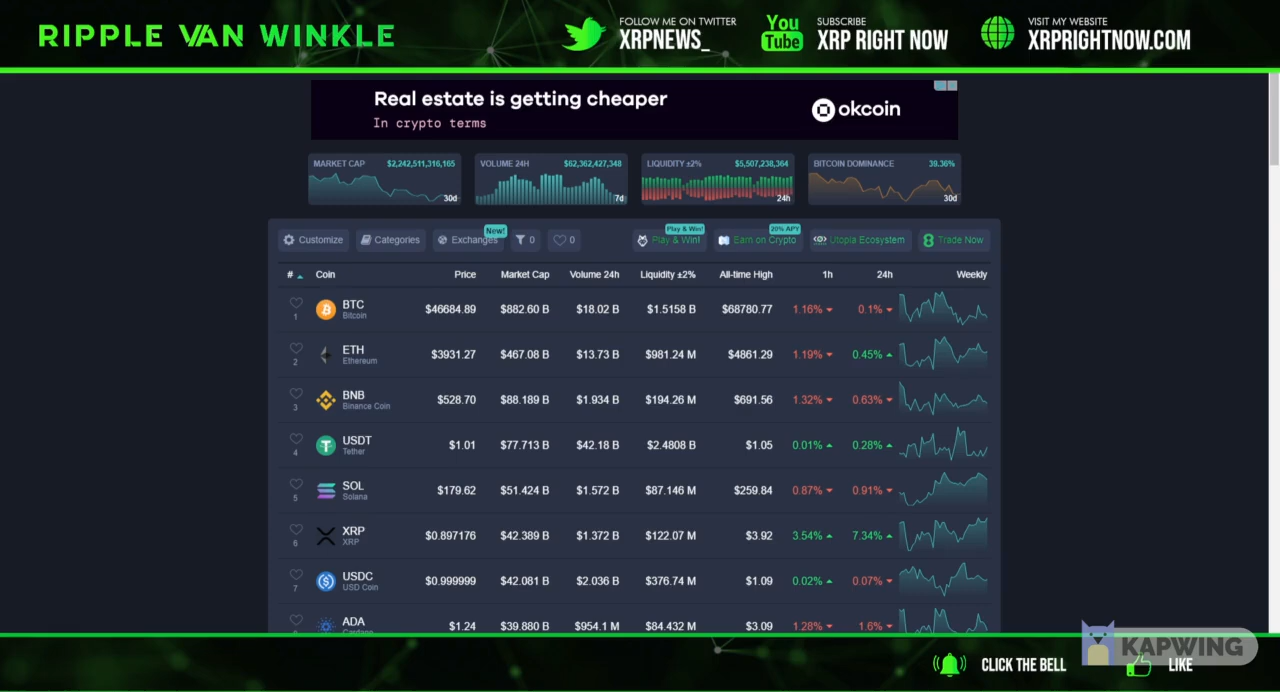 RIPPLE VAN WINKLE
FOLLOW ME ON TWITTER
XRPNEWS_
You
Tube
SUBSCRIBE
XRP RIGHT NOW
VISIT MY WEBSITE
XRPRIGHTNOW.COM
Real estate is getting cheaper
In crypto terms
okcoin
MARKET CAP $2,242,511,316,165
30d
VOLUME 24H $62,362,427,348
7d
LIQUIDITY ±2% $5,507,238,364
24h
BITCOIN DOMINANCE 39.36%
30d
Customize Categories Exchanges New! 0 0 Play & Win! Play & Win! Earn on Crypto 20% APY Utopia Ecosystem 8 Trade Now
# Coin Price Market Cap Volume 24h Liquidity ±2% All-time High 1h 24h Weekly
1 BTC Bitcoin $46684.89 $882.60 B $18.02 B $1.5158 B $68780.77 1.16% 0.1%
2 ETH Ethereum $3931.27 $467.08 B $13.73 B $981.24 M $4861.29 1.19% 0.45%
3 BNB Binance Coin $528.70 $88.189 B $1.934 B $194.26 M $691.56 1.32% 0.63%
4 USDT Tether $1.01 $77.713 B $42.18 B $2.4808 B $1.05 0.01% 0.28%
5 SOL Solana $179.62 $51.424 B $1.572 B $87.146 M $259.84 0.87% 0.91%
6 XRP XRP $0.897176 $42.389 B $1.372 B $122.07 M $3.92 3.54% 7.34%
7 USDC USD Coin $0.999999 $42.081 B $2.036 B $376.74 M $1.09 0.02% 0.07%
ADA $1.24 $39.880 B $954.1 M $84.432 M $3.09 1.28% 1.6%
KAPWING
CLICK THE BELL
LIKE